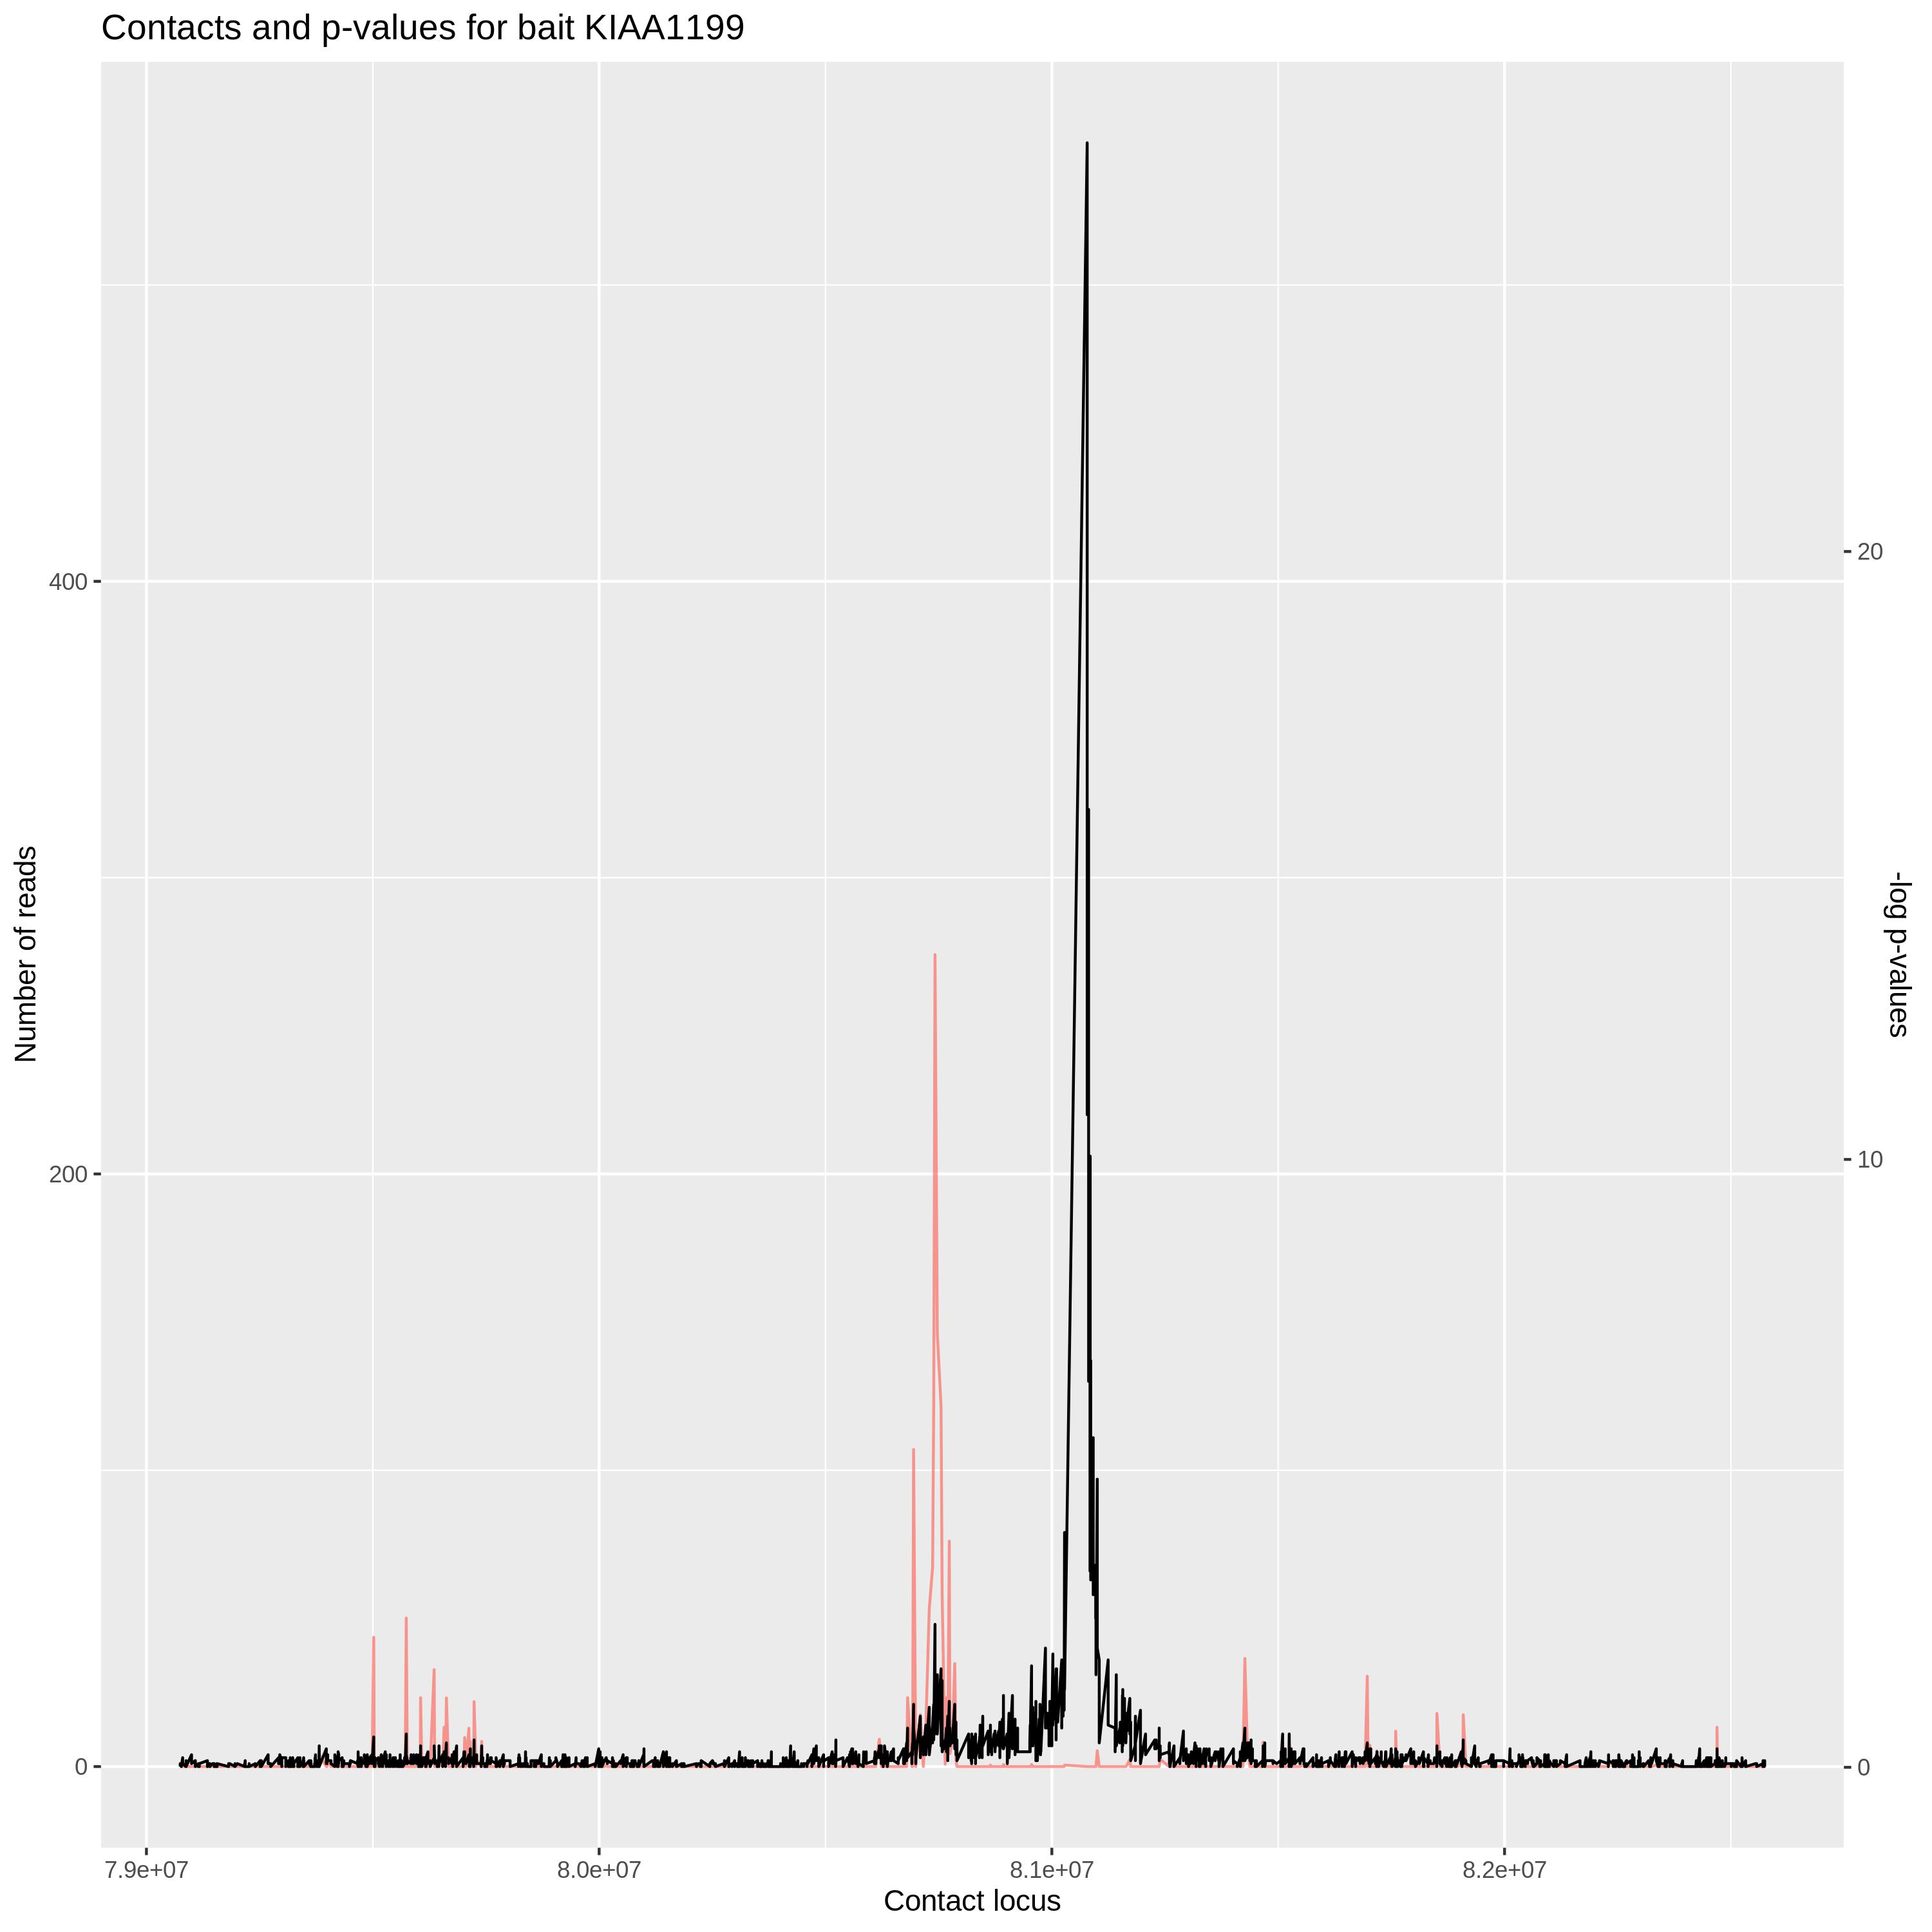 Contacts and p-values for bait KIAA1199
Number of reads
400
200
0
20
10
0
-log p-values
7.9e+07
8.0e+07
8.1e+07
8.2e+07
Contact locus